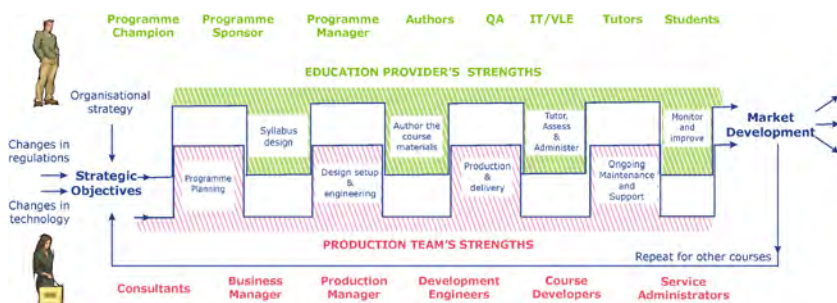 Programme Champion
Programme Sponsor
Programme Manager
Authors
QA
IT/VLE
Tutors
Students
EDUCATION PROVIDER'S STRENGTHS
Organisational
strategy
Changes in
regulations
Strategic
Objectives
Changes in
technology
Programme
Planning
Syllabus
design
Design setup
&
engineering
Author the
course
materials
Production
&
delivery
Tutor,
Assess
&
Administer
Ongoing
Maintenance
and
Support
Monitor
and
improve
Market
Development
PRODUCTION TEAM'S STRENGTHS
Repeat for other courses
Consultants
Business
Manager
Production
Manager
Development
Engineers
Course
Developers
Service
Administrators